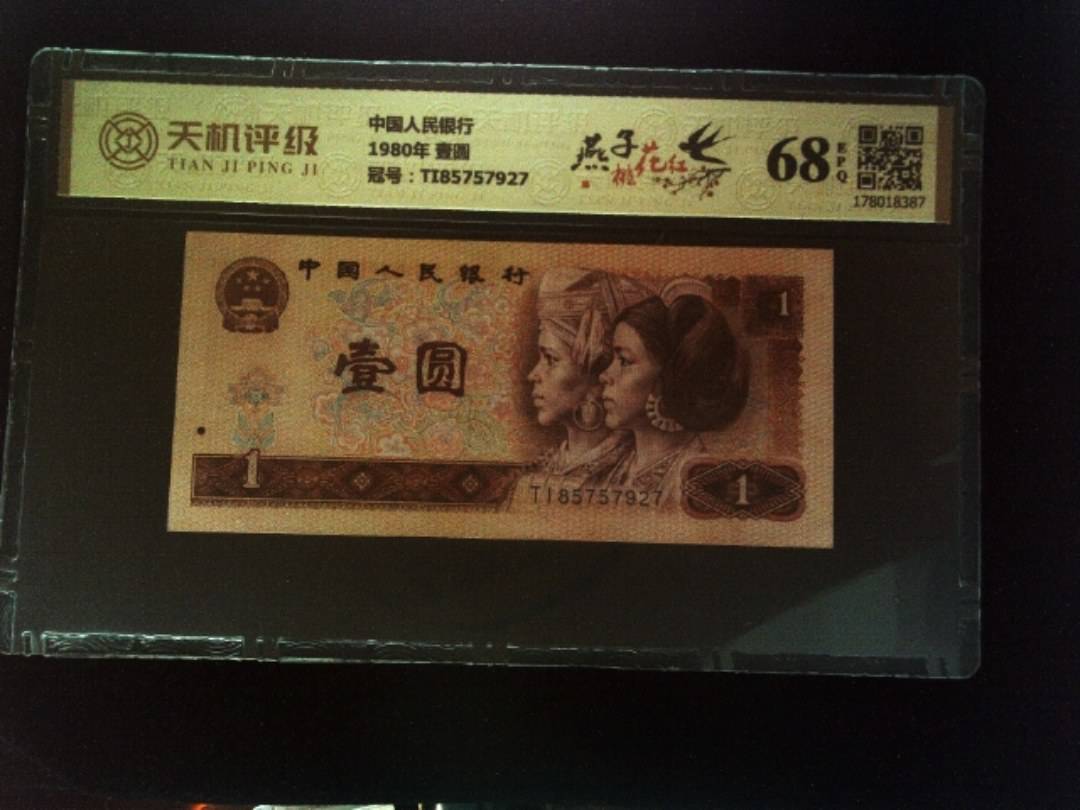 天机评级
TIAN JI PING JI
中国人民银行
1980年 壹圆
冠号：TI85757927
燕子
桃花红
68
EPQ
178018387
中国人民银行
1
壹圆
1
TI85757927
1